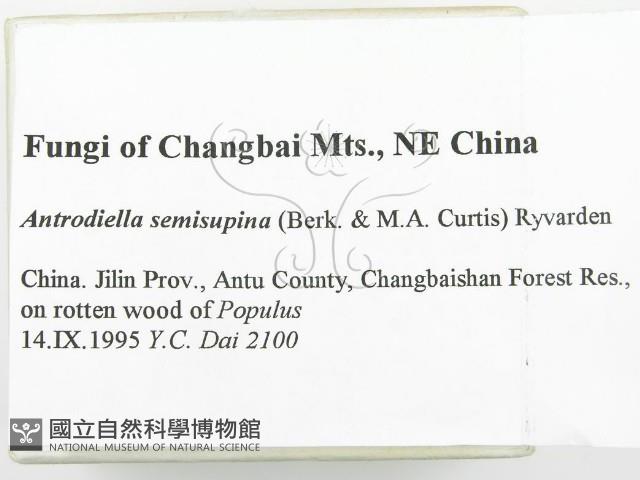 Fungi of Changbai Mts., NE China
Antrodiella semisupina (Berk. & M.A. Curtis) Ryvarden
China. Jilin Prov., Antu County, Changbaishan Forest Res.,
on rotten wood of Populus
14.IX.1995 Y.C. Dai 2100
國立自然科學博物館
NATIONAL MUSEUM OF NATURAL SCIENCE